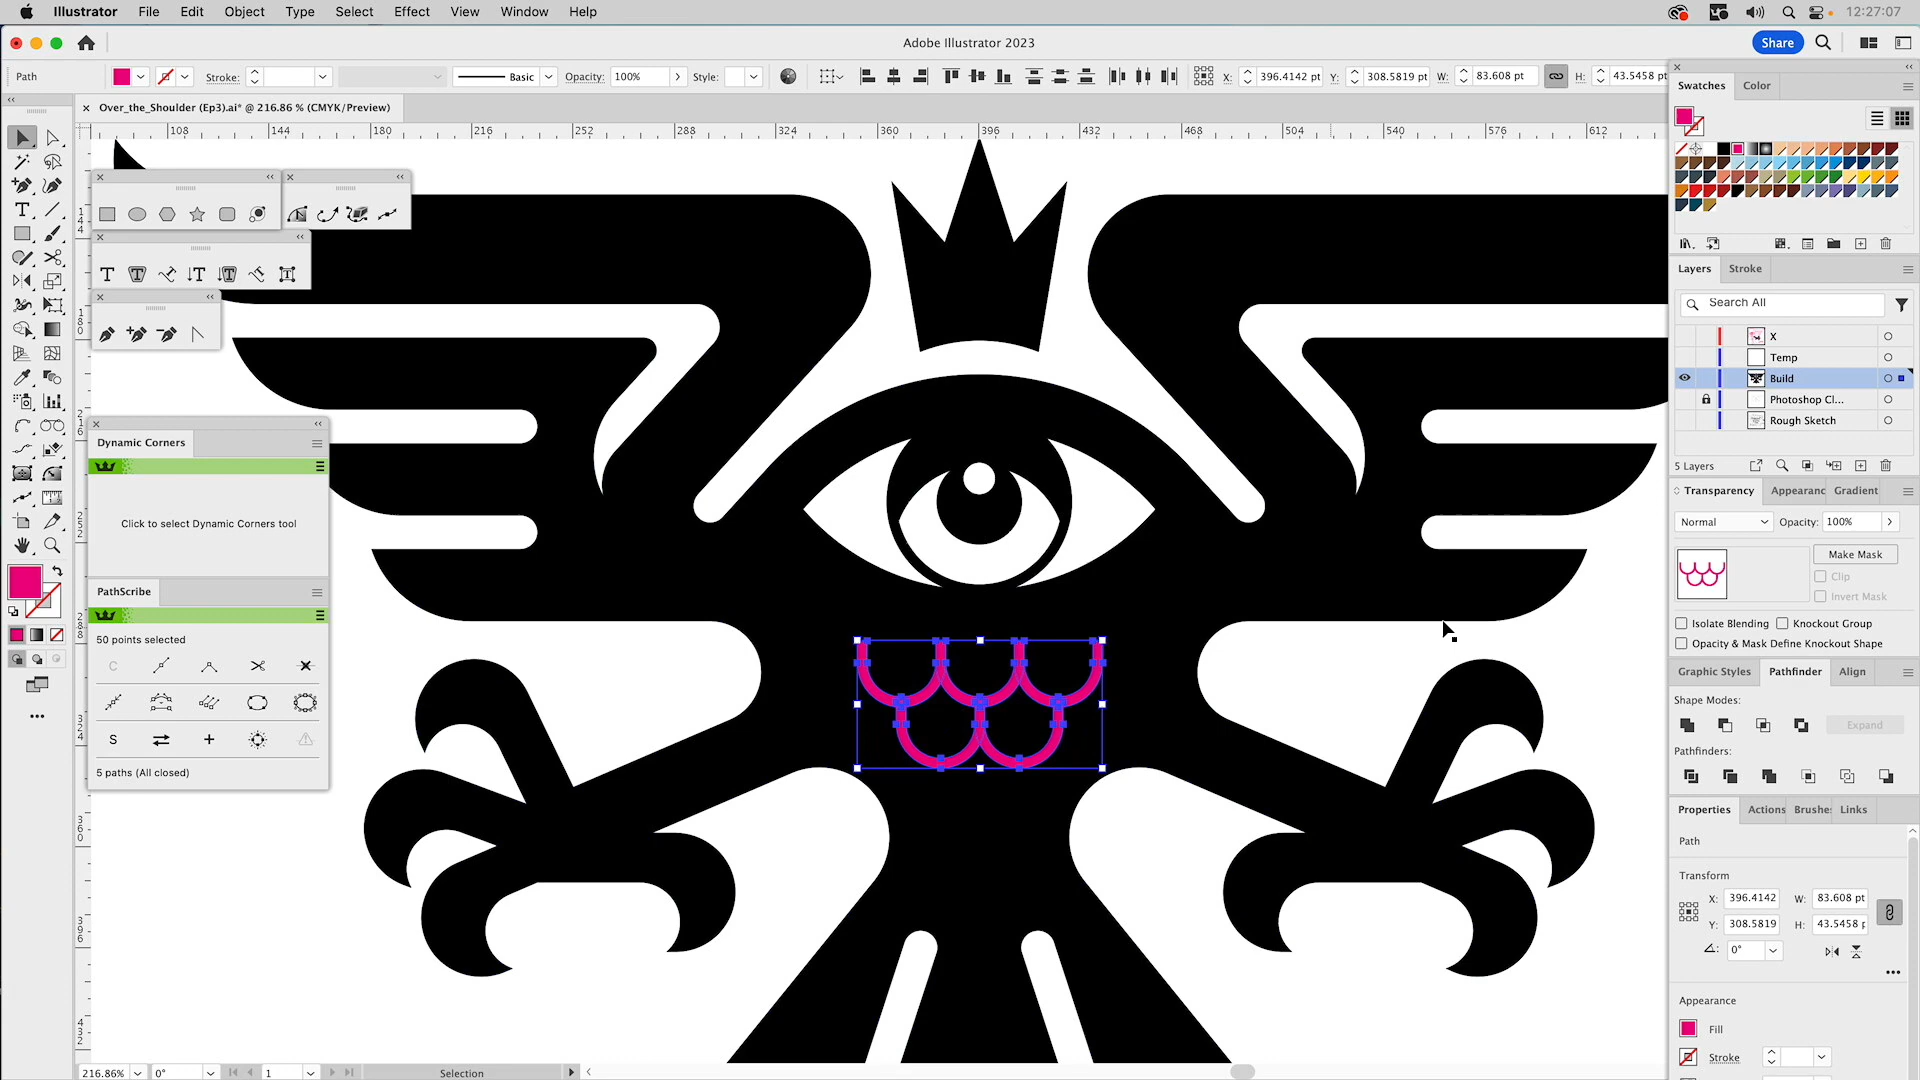 Illustrator File Edit Object Type Select Effect View Window Help 12:27:07
Adobe Illustrator 2023 Share
Path Stroke: Basic Opacity: 100% Style: X: 396.4142 pt Y: 308.5819 pt W: 83.608 pt H: 43.5458 pt
Over_the_Shoulder (Ep3).ai* @ 216.86 % (CMYK/Preview)
108 144 180 216 252 288 324 360 396 432 468 504 540 576 612
Dynamic Corners
Click to select Dynamic Corners tool
PathScribe
50 points selected
5 paths (All closed)
216.86% 0° 1 Selection
Swatches Color
Layers Stroke
Search All
X
Temp
Build
Photoshop Cl...
Rough Sketch
5 Layers
Transparency Appearanc Gradient
Normal Opacity: 100%
Make Mask
Clip
Invert Mask
Isolate Blending Knockout Group
Opacity & Mask Define Knockout Shape
Graphic Styles Pathfinder Align
Shape Modes:
Expand
Pathfinders:
Properties Actions Brushes Links
Path
Transform
X: 396.4142 W: 83.608 pt
Y: 308.5819 H: 43.5458 p
0°
Appearance
Fill
Stroke